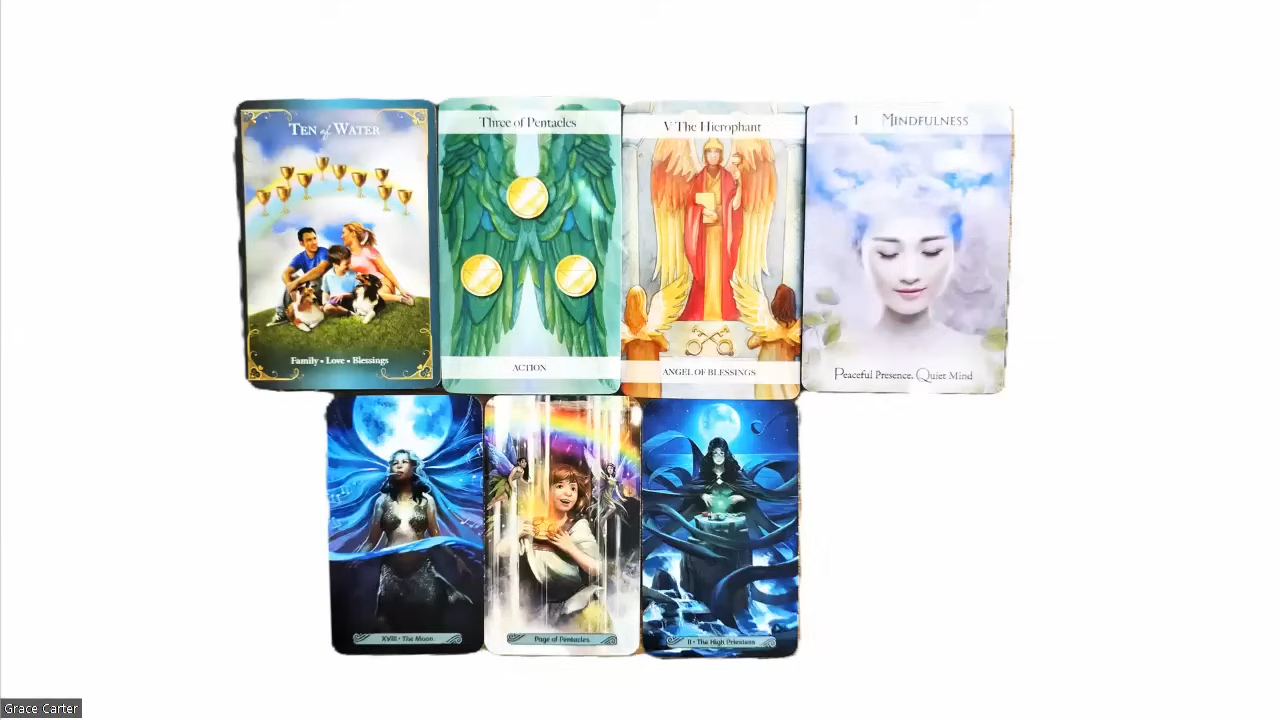 Ten of Water
Three of Pentacles
V The Hierophant
1 Mindfulness
Family • Love • Blessings
ACTION
ANGEL OF BLESSINGS
Peaceful Presence, Quiet Mind
XVIII • The Moon
Page of Pentacles
II • The High Priestess
Grace Carter